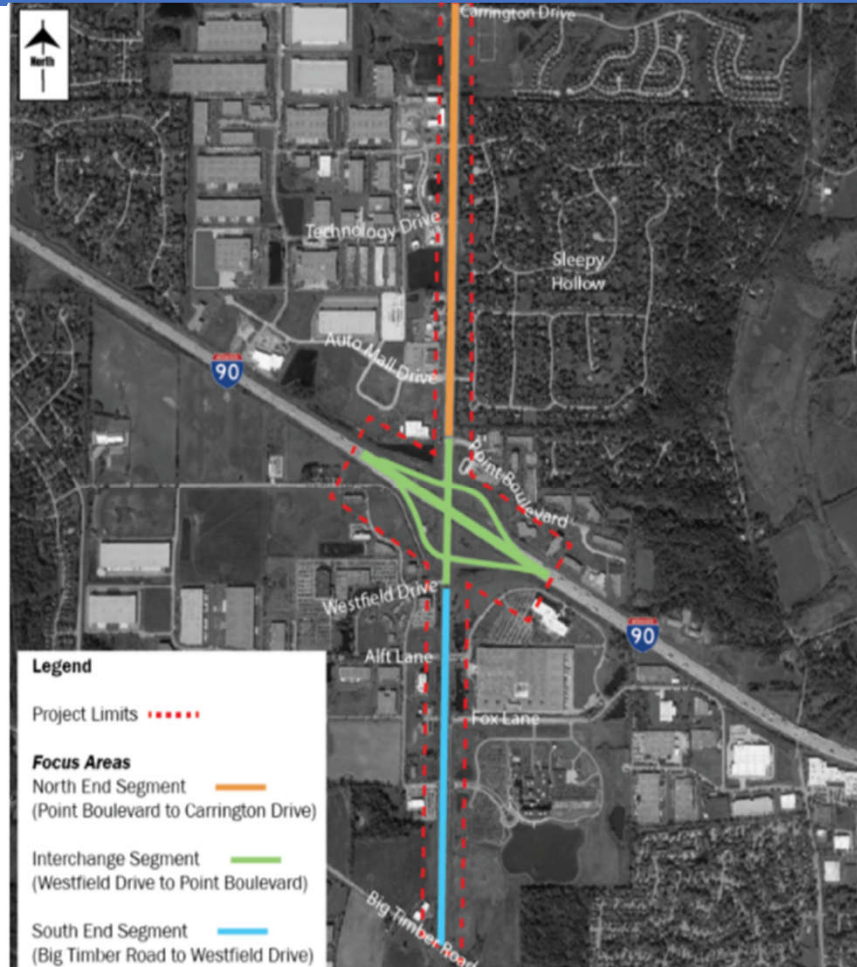 Carrington Drive
North
Technology Drive
Sleepy
Hollow
Auto Mall Drive
90
Point Boulevard
Westfield Drive
90
Alft Lane
Fox Lane
Big Timber Road
Legend
Project Limits
Focus Areas
North End Segment
(Point Boulevard to Carrington Drive)
Interchange Segment
(Westfield Drive to Point Boulevard)
South End Segment
(Big Timber Road to Westfield Drive)